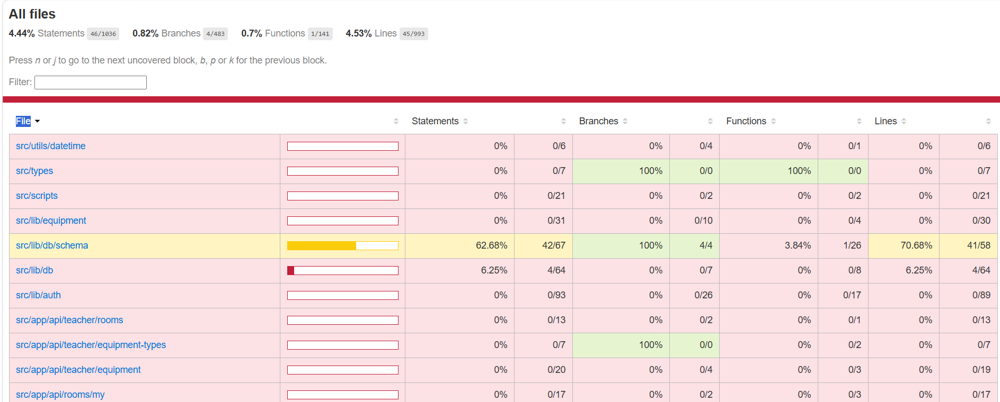 All files
4.44% Statements 46/1036 0.82% Branches 4/483 0.7% Functions 1/141 4.53% Lines 45/993
Press n or j to go to the next uncovered block, b, p or k for the previous block.
Filter:
File Statements Branches Functions Lines
src/utils/datetime 0% 0/6 0% 0/4 0% 0/1 0% 0/6
src/types 0% 0/7 100% 0/0 100% 0/0 0% 0/7
src/scripts 0% 0/21 0% 0/2 0% 0/2 0% 0/21
src/lib/equipment 0% 0/31 0% 0/10 0% 0/4 0% 0/30
src/lib/db/schema 62.68% 42/67 100% 4/4 3.84% 1/26 70.68% 41/58
src/lib/db 6.25% 4/64 0% 0/7 0% 0/8 6.25% 4/64
src/lib/auth 0% 0/93 0% 0/26 0% 0/17 0% 0/89
src/app/api/teacher/rooms 0% 0/13 0% 0/2 0% 0/1 0% 0/13
src/app/api/teacher/equipment-types 0% 0/7 100% 0/0 0% 0/2 0% 0/7
src/app/api/teacher/equipment 0% 0/20 0% 0/4 0% 0/3 0% 0/19
src/app/api/rooms/my 0% 0/17 0% 0/2 0% 0/3 0% 0/17